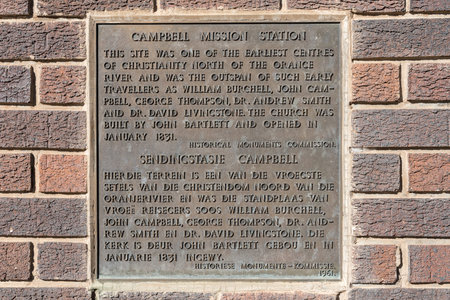 CAMPBELL MISSION STATION
THIS SITE WAS ONE OF THE EARLIEST CENTRES
OF CHRISTIANITY NORTH OF THE ORANGE
RIVER AND WAS THE OUTSPAN OF SUCH EARLY
TRAVELLERS AS WILLIAM BURCHELL, JOHN CAM-
PBELL, GEORGE THOMPSON, DR. ANDREW SMITH
AND DR. DAVID LIVINGSTONE. THE CHURCH WAS
BUILT BY JOHN BARTLETT AND OPENED IN
JANUARY 1831.
HISTORICAL MONUMENTS COMMISSION.
SENDINGSTASIE CAMPBELL
HIERDIE TERREIN IS EEN VAN DIE VROEGSTE
SETELS VAN DIE CHRISTENDOM NOORD VAN DIE
ORANJERIVIER EN WAS DIE STANDPLAAS VAN
VROEË REISEGERS SOOS WILLIAM BURCHELL,
JOHN CAMPBELL, GEORGE THOMPSON, DR. AND-
REW SMITH EN DR. DAVID LIVINGSTONE. DIE
KERK IS DEUR JOHN BARTLETT GEBOU EN IN
JANUARIE 1831 INGEWY.
HISTORIESE MONUMENTE-KOMMISSIE.
1961.